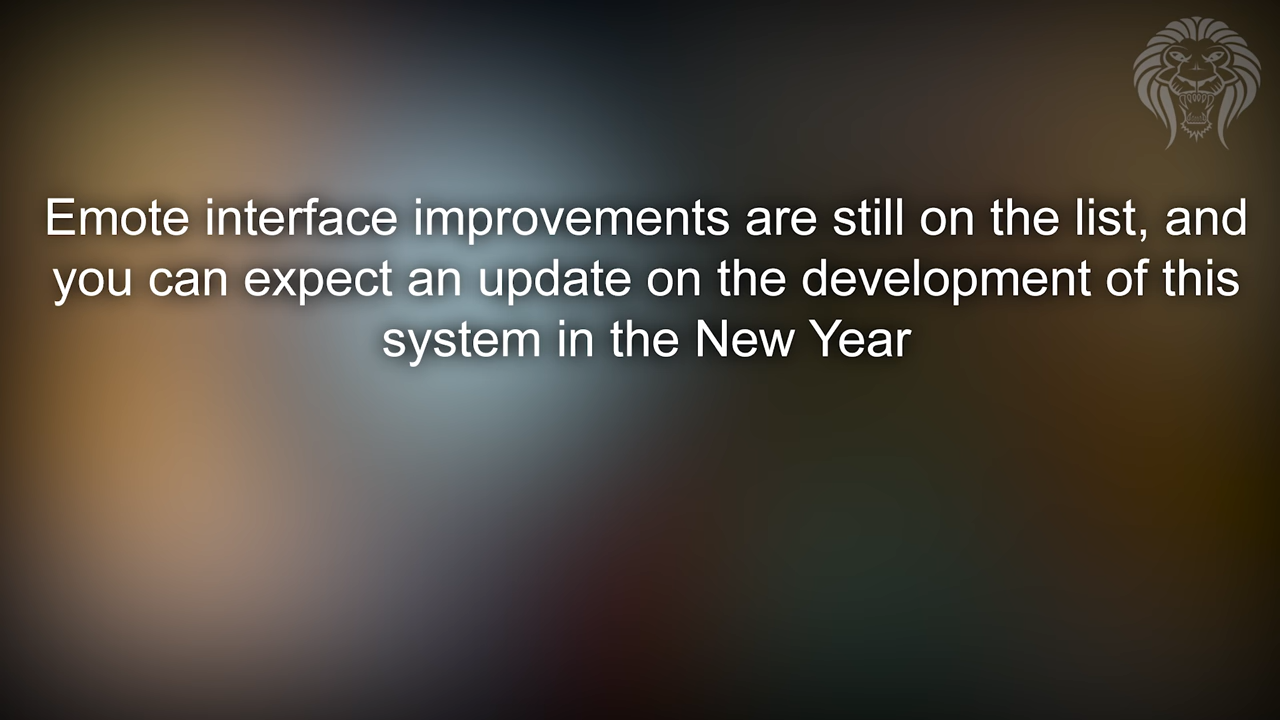 Emote interface improvements are still on the list, and
you can expect an update on the development of this
system in the New Year